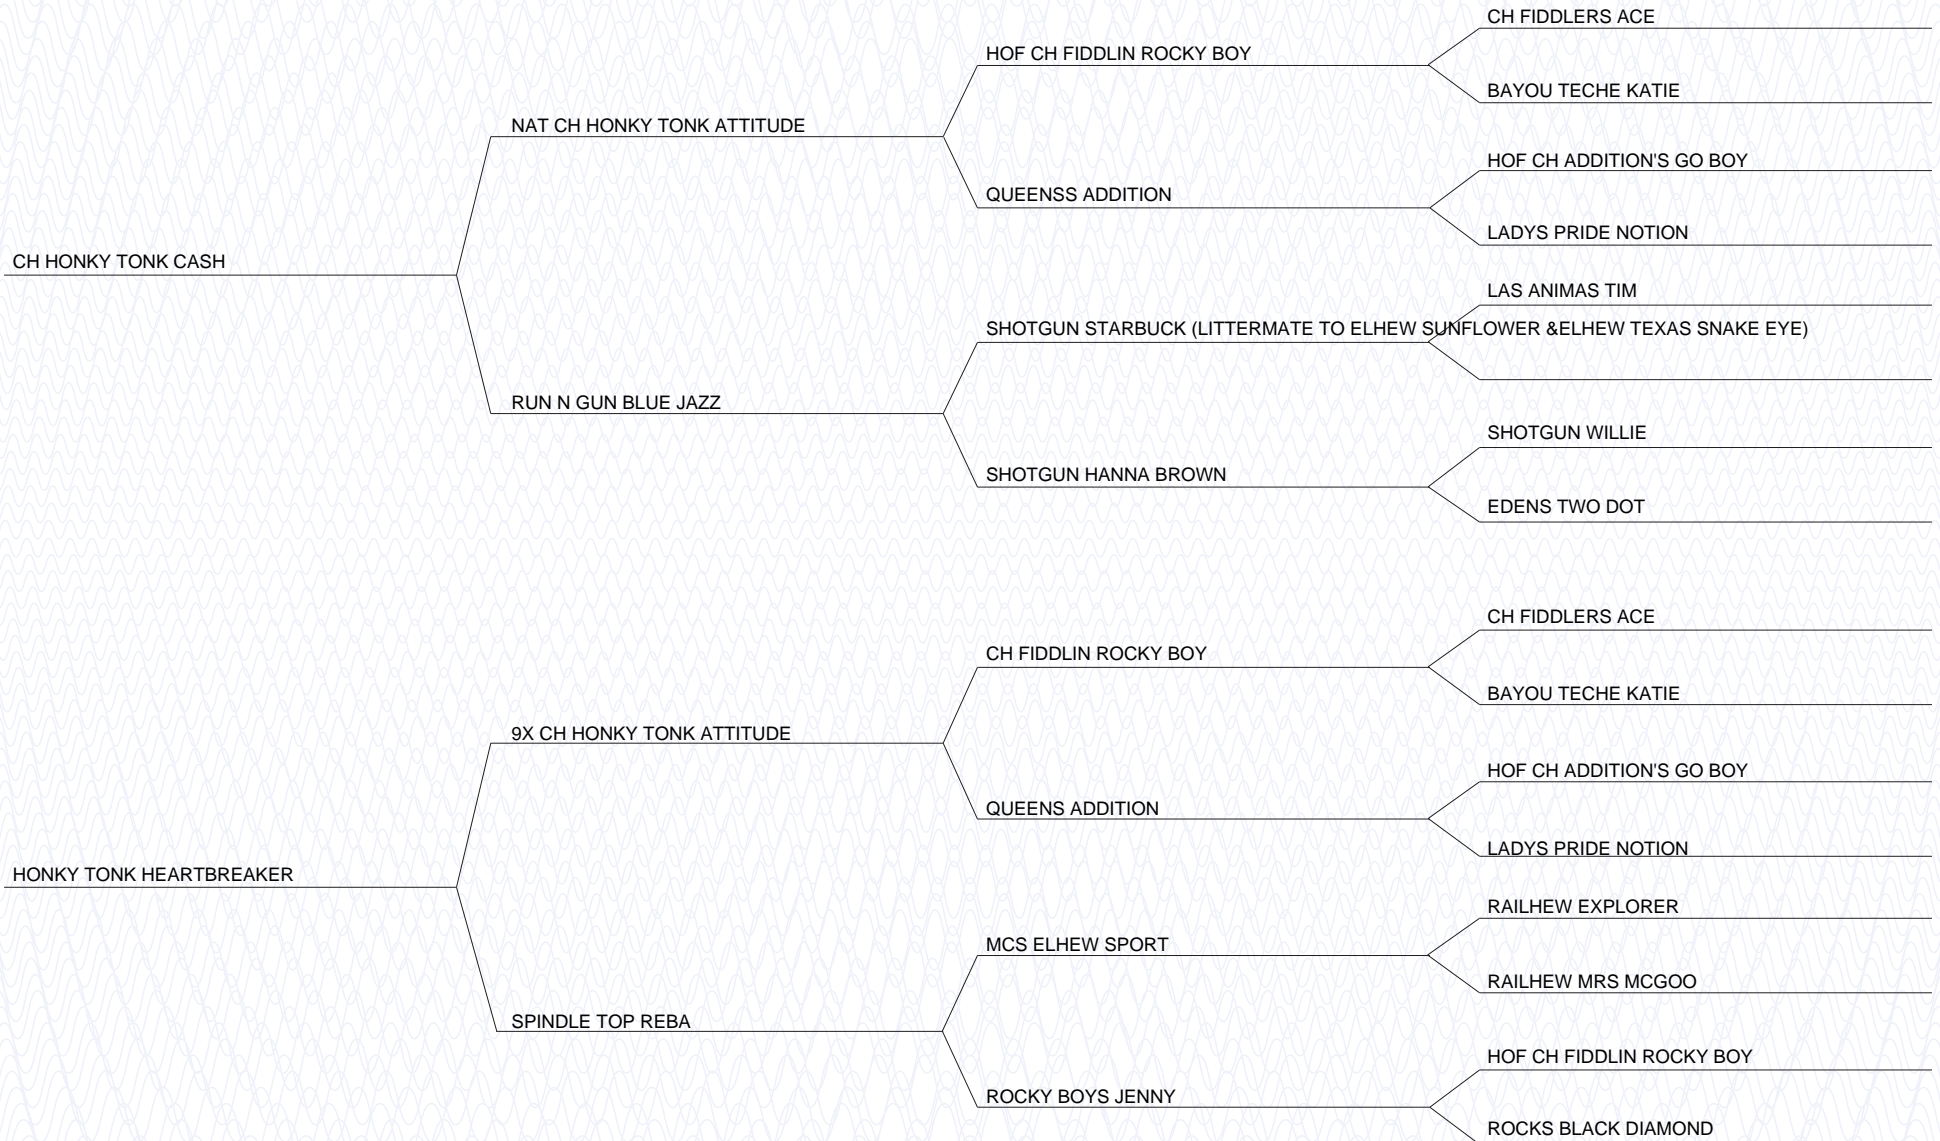 CH FIDDLERS ACE
HOF CH FIDDLIN ROCKY BOY
BAYOU TECHE KATIE
NAT CH HONKY TONK ATTITUDE
HOF CH ADDITION'S GO BOY
QUEENSS ADDITION
LADYS PRIDE NOTION
CH HONKY TONK CASH
LAS ANIMAS TIM
SHOTGUN STARBUCK (LITTERMATE TO ELHEW SUNFLOWER &ELHEW TEXAS SNAKE EYE)
RUN N GUN BLUE JAZZ
SHOTGUN WILLIE
SHOTGUN HANNA BROWN
EDENS TWO DOT
CH FIDDLERS ACE
CH FIDDLIN ROCKY BOY
BAYOU TECHE KATIE
9X CH HONKY TONK ATTITUDE
HOF CH ADDITION'S GO BOY
QUEENS ADDITION
LADYS PRIDE NOTION
HONKY TONK HEARTBREAKER
RAILHEW EXPLORER
MCS ELHEW SPORT
RAILHEW MRS MCGOO
SPINDLE TOP REBA
HOF CH FIDDLIN ROCKY BOY
ROCKY BOYS JENNY
ROCKS BLACK DIAMOND